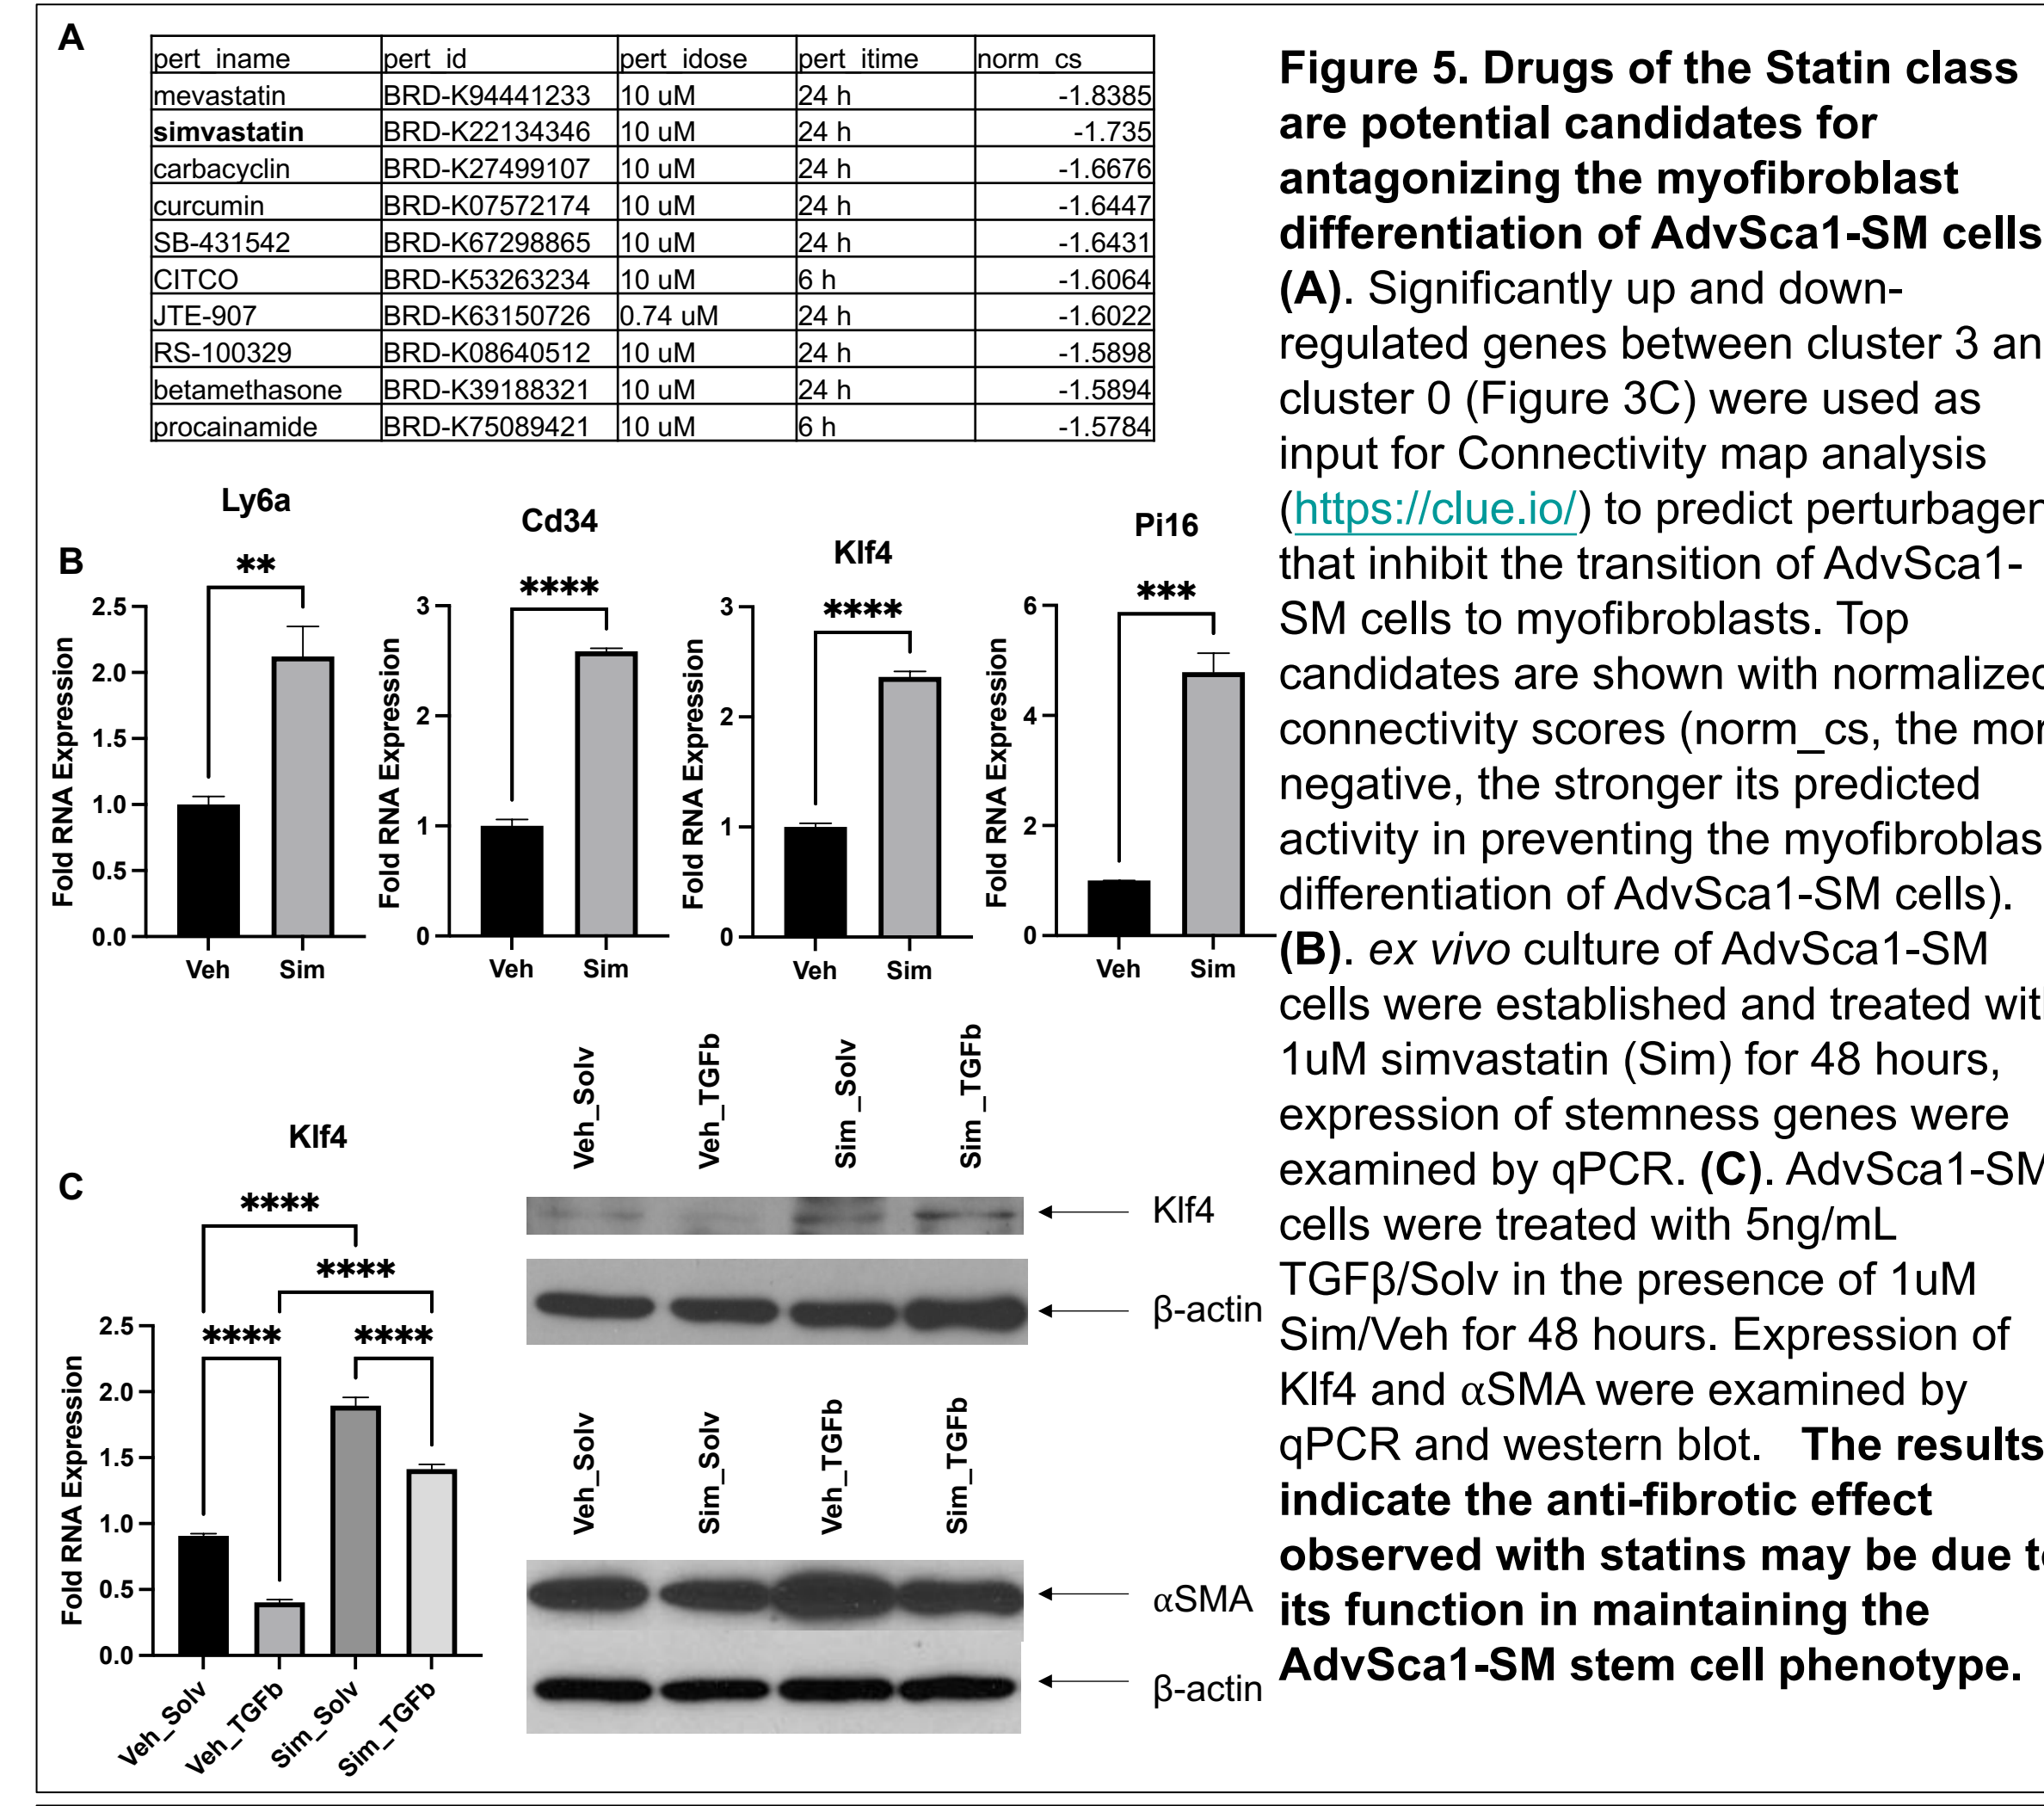 A
pert_iname pert_id pert_idose pert_itime norm_cs
mevastatin BRD-K94441233 10 uM 24 h -1.8385
simvastatin BRD-K22134346 10 uM 24 h -1.735
carbacyclin BRD-K27499107 10 uM 24 h -1.6676
curcumin BRD-K07572174 10 uM 24 h -1.6447
SB-431542 BRD-K67298865 10 uM 24 h -1.6431
CITCO BRD-K53263234 10 uM 6 h -1.6064
JTE-907 BRD-K63150726 0.74 uM 24 h -1.6022
RS-100329 BRD-K08640512 10 uM 24 h -1.5898
betamethasone BRD-K39188321 10 uM 24 h -1.5894
procainamide BRD-K75089421 10 uM 6 h -1.5784
B
Ly6a
**
Fold RNA Expression
2.5
2.0
1.5
1.0
0.5
0.0
Veh Sim
Cd34
****
Fold RNA Expression
3
2
1
0
Veh Sim
Klf4
****
Fold RNA Expression
3
2
1
0
Veh Sim
Pi16
***
Fold RNA Expression
6
4
2
0
Veh Sim
C
Klf4
****
****
**** ****
Fold RNA Expression
2.5
2.0
1.5
1.0
0.5
0.0
Veh_Solv Veh_TGFb Sim_Solv Sim_TGFb
Veh_Solv Veh_TGFb Sim _Solv Sim _TGFb
Klf4
β-actin
Veh_Solv Sim_Solv Veh_TGFb Sim_TGFb
αSMA
β-actin
Figure 5. Drugs of the Statin class
are potential candidates for
antagonizing the myofibroblast
differentiation of AdvSca1-SM cells
(A). Significantly up and down-
regulated genes between cluster 3 an
cluster 0 (Figure 3C) were used as
input for Connectivity map analysis
(https://clue.io/) to predict perturbagen
that inhibit the transition of AdvSca1-
SM cells to myofibroblasts. Top
candidates are shown with normalized
connectivity scores (norm_cs, the mor
negative, the stronger its predicted
activity in preventing the myofibroblas
differentiation of AdvSca1-SM cells).
(B). ex vivo culture of AdvSca1-SM
cells were established and treated wit
1uM simvastatin (Sim) for 48 hours,
expression of stemness genes were
examined by qPCR. (C). AdvSca1-SM
cells were treated with 5ng/mL
TGFβ/Solv in the presence of 1uM
Sim/Veh for 48 hours. Expression of
Klf4 and αSMA were examined by
qPCR and western blot. The results
indicate the anti-fibrotic effect
observed with statins may be due to
its function in maintaining the
AdvSca1-SM stem cell phenotype.